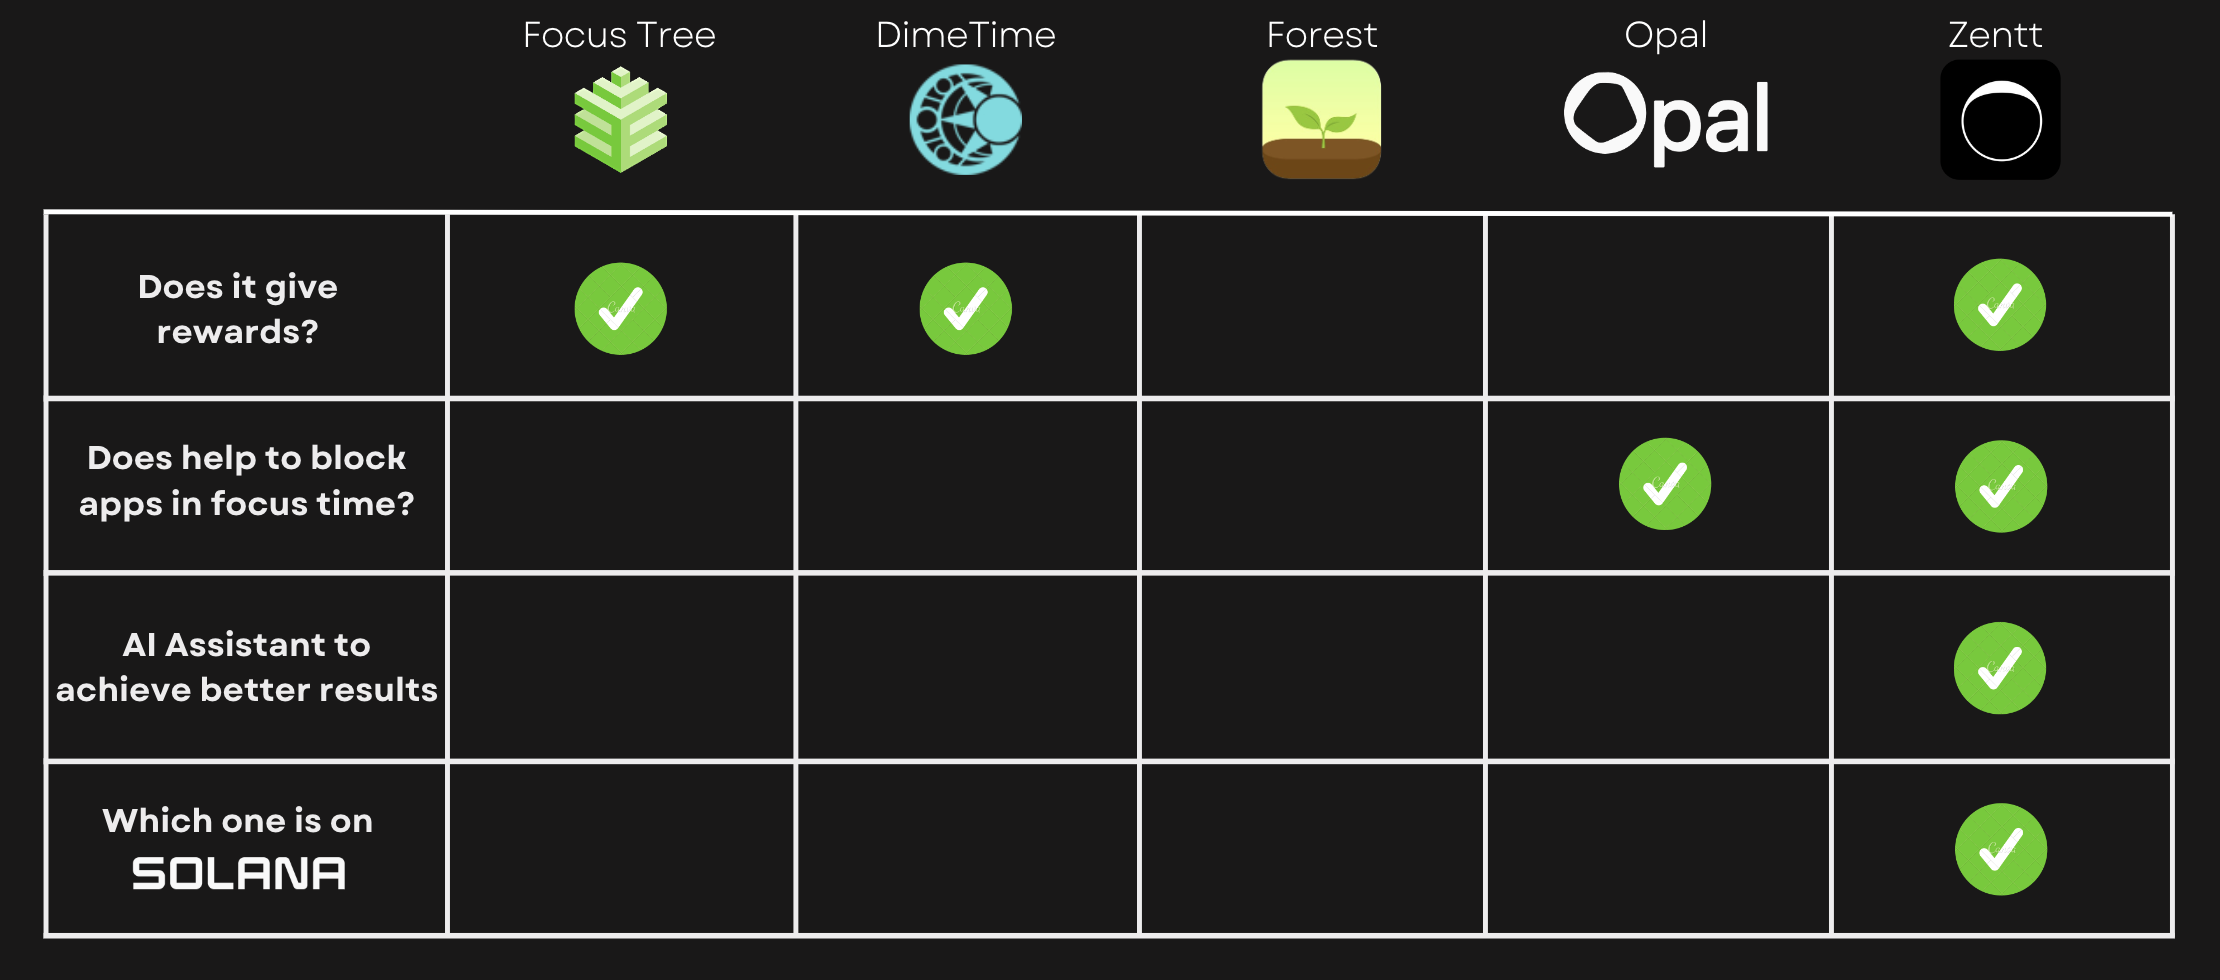 Focus Tree
DimeTime
Forest
Opal
Zentt
Opal
Does it give
rewards?
Does help to block
apps in focus time?
AI Assistant to
achieve better results
Which one is on
SOLANA